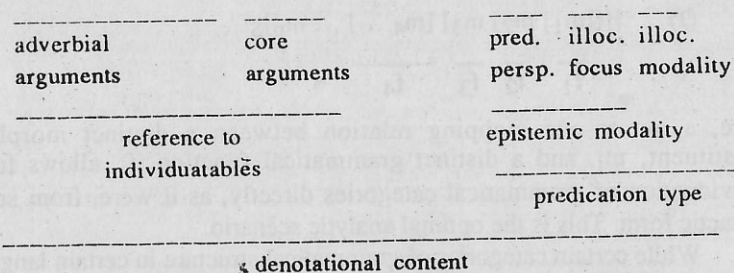 adverbial core pred. illoc. illoc.
arguments arguments persp. focus modality
reference to epistemic modality
individuatables
predication type
denotational content